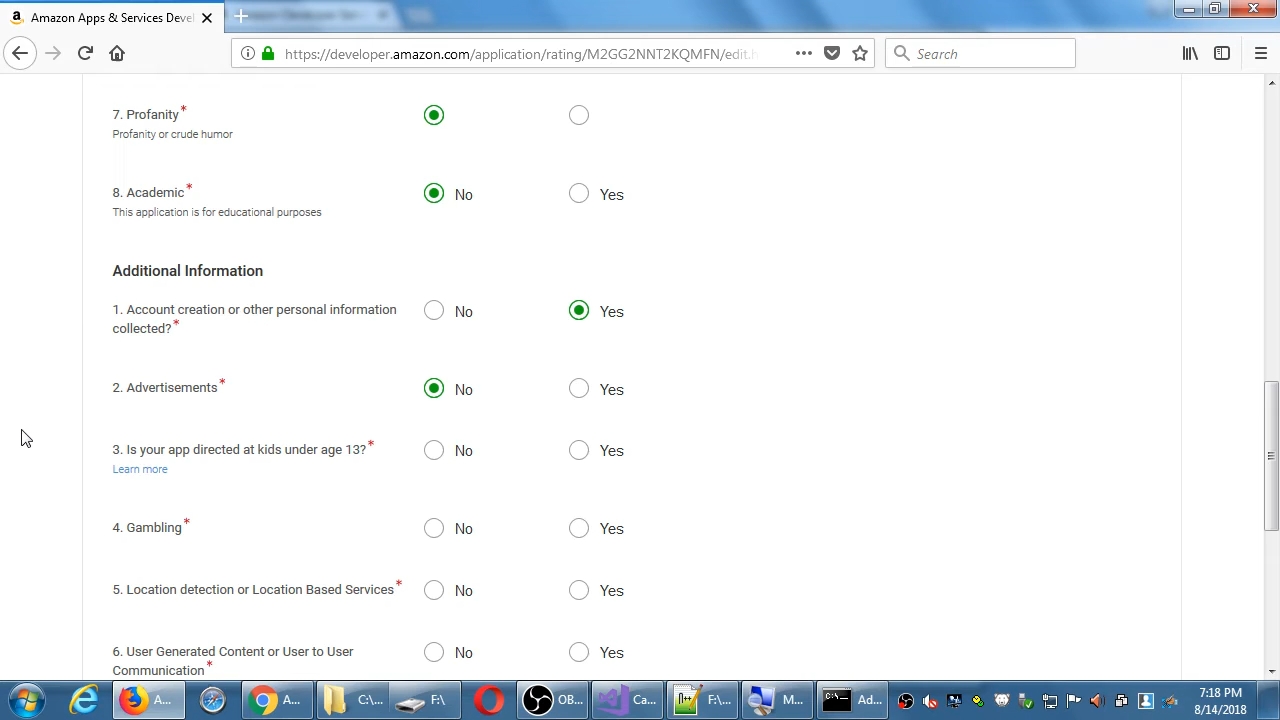 Amazon Apps & Services Devel
https://developer.amazon.com/application/rating/M2GG2NNT2KQMFN/edit.h
Search
7. Profanity*
Profanity or crude humor
8. Academic*
No
Yes
This application is for educational purposes
Additional Information
1. Account creation or other personal information
collected?*
No
Yes
2. Advertisements*
No
Yes
3. Is your app directed at kids under age 13?*
No
Yes
Learn more
4. Gambling*
No
Yes
5. Location detection or Location Based Services*
No
Yes
6. User Generated Content or User to User
Communication*
No
Yes
A...
A...
C:\...
F:\
OB...
Ca...
F:\...
M...
Ad...
7:18 PM
8/14/2018